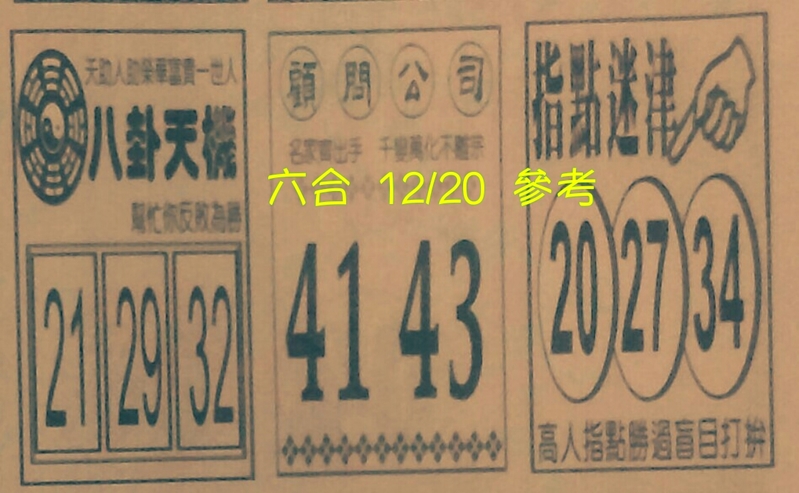 天助人助榮華富貴一世人
八卦天機
幫忙你反敗為勝
21 29 32
顧問公司
名家齊出手 千變萬化不離宗
六合 12/20 參考
41 43
指點迷津
20 27 34
高人指點勝過盲目打拚